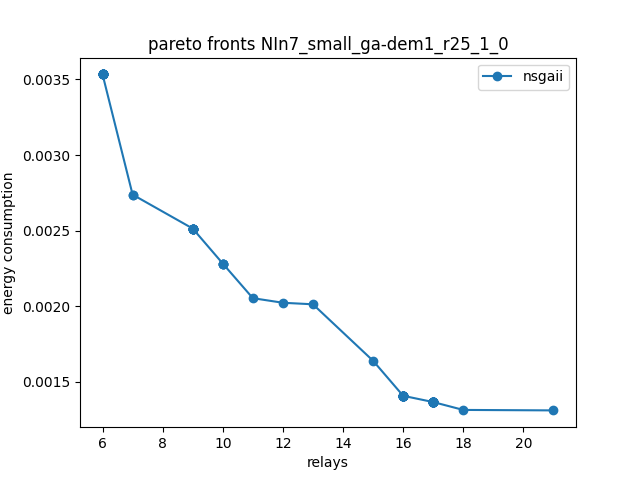 pareto fronts NIn7_small_ga-dem1_r25_1_0
nsgaii
energy consumption
0.0035
0.0030
0.0025
0.0020
0.0015
6 8 10 12 14 16 18 20
relays